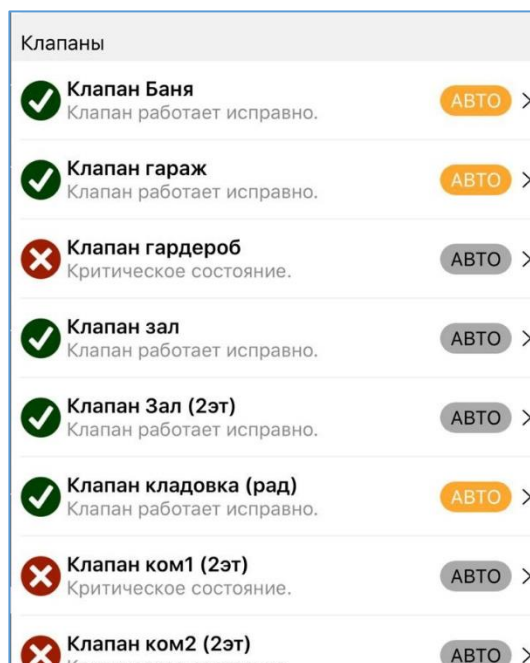 Клапаны
Клапан Баня
Клапан работает исправно.
АВТО
Клапан гараж
Клапан работает исправно.
АВТО
Клапан гардероб
Критическое состояние.
АВТО
Клапан зал
Клапан работает исправно.
АВТО
Клапан Зал (2эт)
Клапан работает исправно.
АВТО
Клапан кладовка (рад)
Клапан работает исправно.
АВТО
Клапан ком1 (2эт)
Критическое состояние.
АВТО
Клапан ком2 (2эт)
АВТО